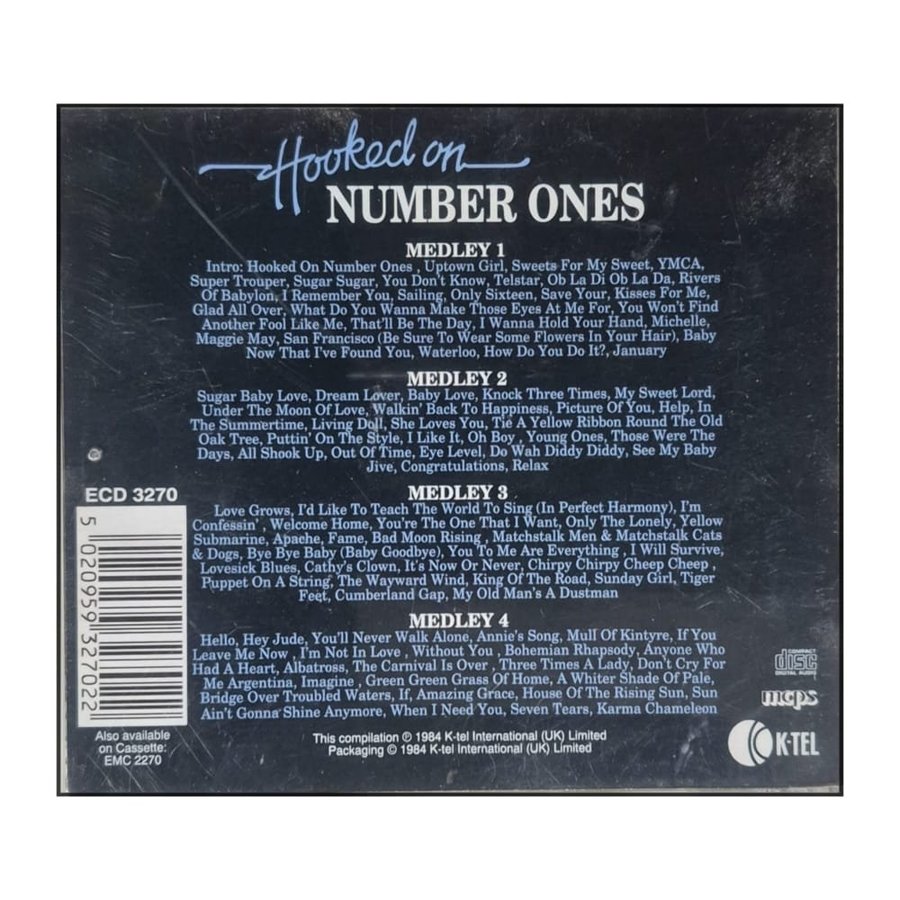 Hooked on
NUMBER ONES
MEDLEY 1
Intro: Hooked On Number Ones , Uptown Girl, Sweets For My Sweet, YMCA,
Super Trouper, Sugar Sugar, You Don't Know, Telstar, Ob La Di Ob La Da, Rivers
Of Babylon, I Remember You, Sailing, Only Sixteen, Save Your, Kisses For Me,
Glad All Over, What Do You Wanna Make Those Eyes At Me For, You Won't Find
Another Fool Like Me, That'll Be The Day, I Wanna Hold Your Hand, Michelle,
Maggie May, San Francisco (Be Sure To Wear Some Flowers In Your Hair), Baby
Now That I've Found You, Waterloo, How Do You Do It?, January
MEDLEY 2
Sugar Baby Love, Dream Lover, Baby Love, Knock Three Times, My Sweet Lord,
Under The Moon Of Love, Walkin' Back To Happiness, Picture Of You, Help, In
The Summertime, Living Doll, She Loves You, Tie A Yellow Ribbon Round The Old
Oak Tree, Puttin' On The Style, I Like It, Oh Boy , Young Ones, Those Were The
Days, All Shook Up, Out Of Time, Eye Level, Do Wah Diddy Diddy, See My Baby
Jive, Congratulations, Relax
MEDLEY 3
Love Grows, I'd Like To Teach The World To Sing (In Perfect Harmony), I'm
Confessin' , Welcome Home, You're The One That I Want, Only The Lonely, Yellow
Submarine, Apache, Fame, Bad Moon Rising , Matchstalk Men & Matchstalk Cats
& Dogs, Bye Bye Baby (Baby Goodbye), You To Me Are Everything , I Will Survive,
Lovesick Blues, Cathy's Clown, It's Now Or Never, Chirpy Chirpy Cheep Cheep ,
Puppet On A String, The Wayward Wind, King Of The Road, Sunday Girl, Tiger
Feet, Cumberland Gap, My Old Man's A Dustman
MEDLEY 4
Hello, Hey Jude, You'll Never Walk Alone, Annie's Song, Mull Of Kintyre, If You
Leave Me Now , I'm Not In Love , Without You , Bohemian Rhapsody, Anyone Who
Had A Heart, Albatross, The Carnival Is Over , Three Times A Lady, Don't Cry For
Me Argentina, Imagine , Green Green Grass Of Home, A Whiter Shade Of Pale,
Bridge Over Troubled Waters, If, Amazing Grace, House Of The Rising Sun, Sun
Ain't Gonna Shine Anymore, When I Need You, Seven Tears, Karma Chameleon
This compilation ℗ 1984 K-tel International (UK) Limited
Packaging © 1984 K-tel International (UK) Limited
ECD 3270
5 020959 327022
Also available
on Cassette:
EMC 2270
COMPACT
disc
DIGITAL AUDIO
mcps
K-TEL